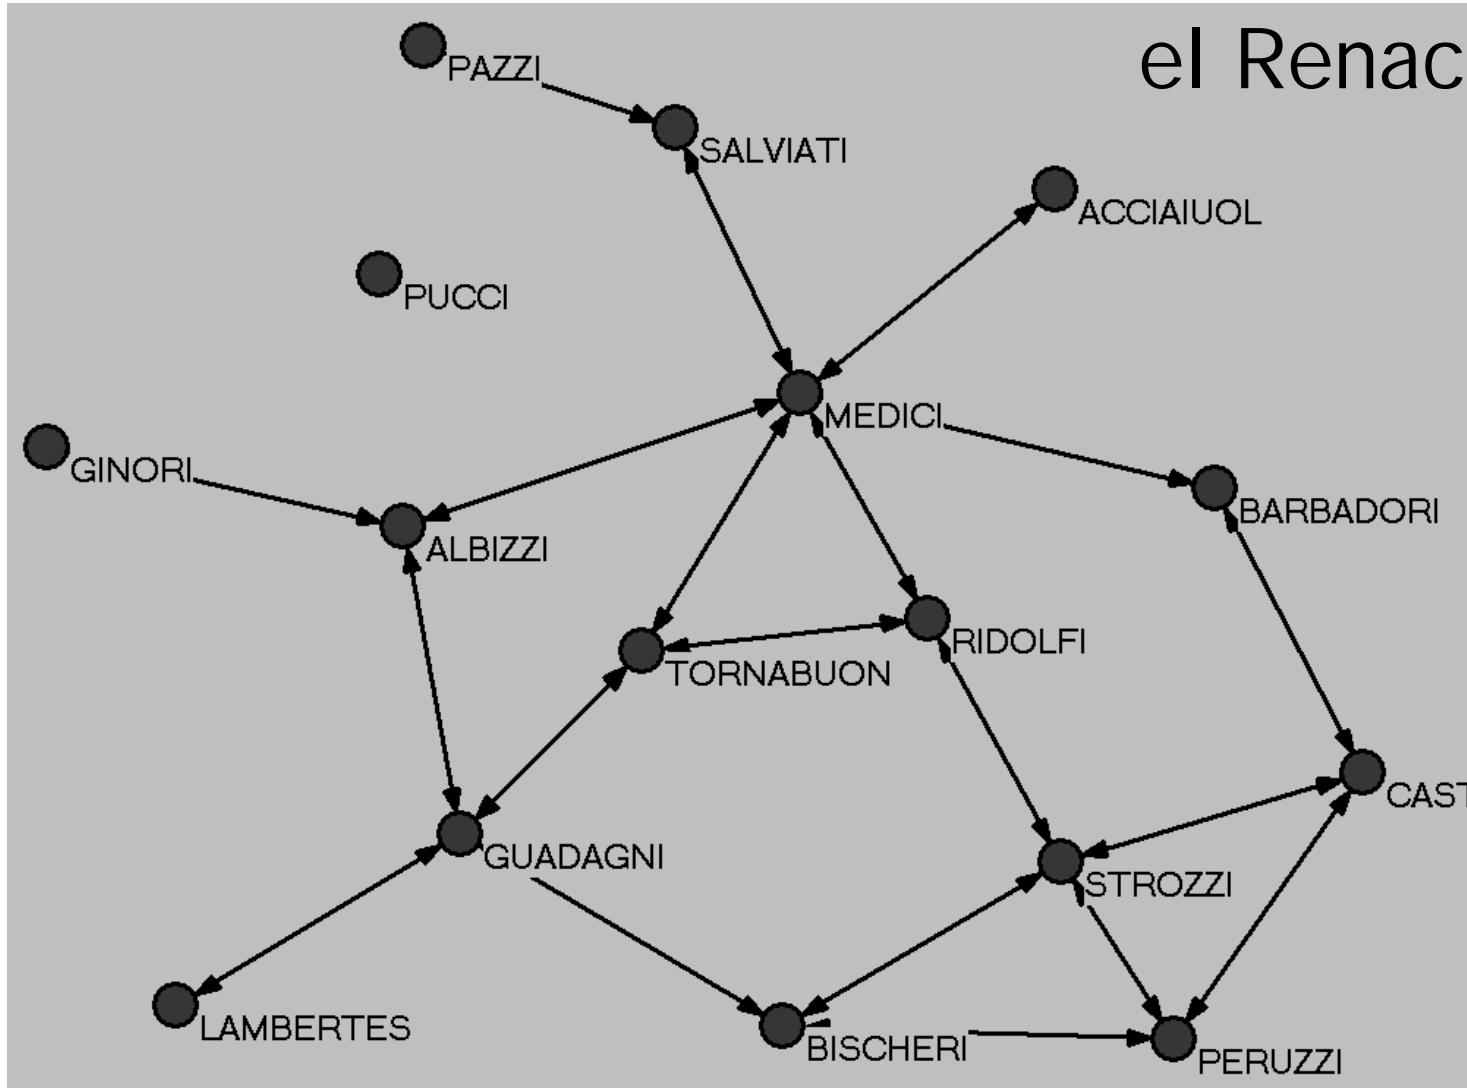 el Renac
PAZZI
SALVIATI
ACCIAIUOL
PUCCI
MEDICI
GINORI
BARBADORI
ALBIZZI
RIDOLFI
TORNABUON
CAST
GUADAGNI
STROZZI
LAMBERTES
BISCHERI
PERUZZI